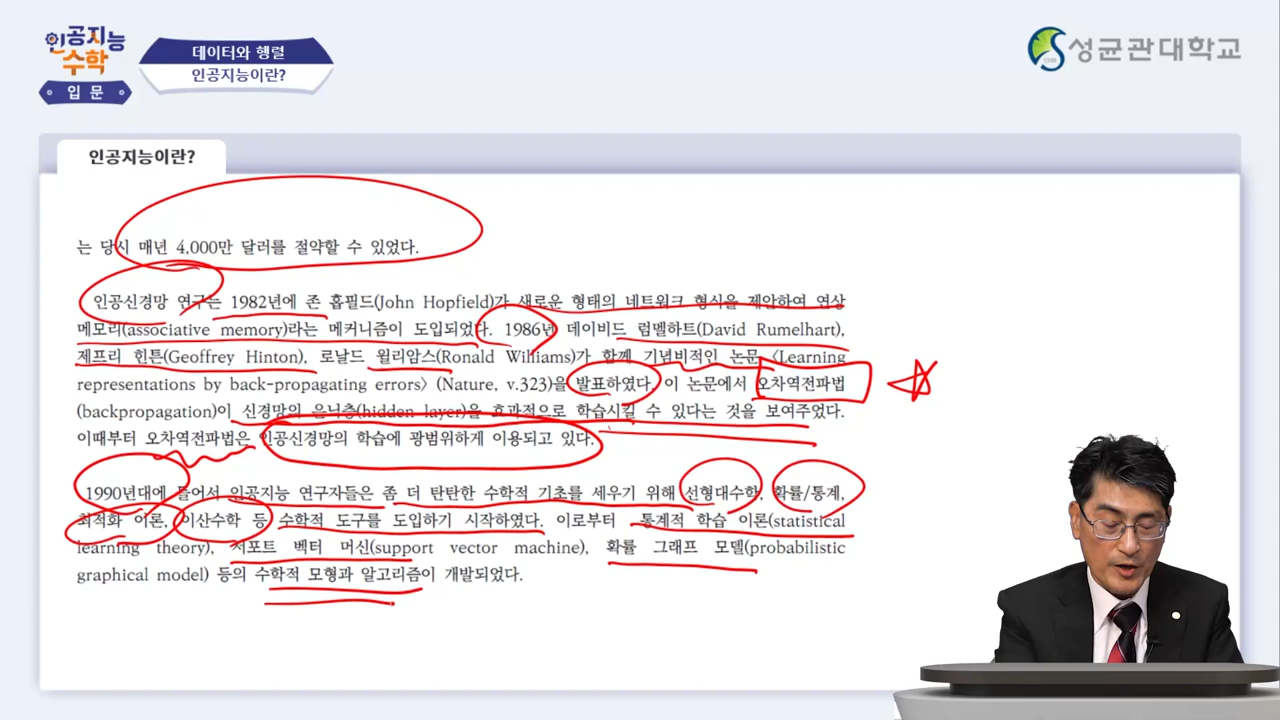 인공지능
수학
입 문
데이터와 행렬
인공지능이란?
성균관대학교
인공지능이란?
는 당시 매년 4,000만 달러를 절약할 수 있었다.
인공신경망 연구는 1982년에 존 홉필드(John Hopfield)가 새로운 형태의 네트워크 형식을 제안하여 연상
메모리(associative memory)라는 메커니즘이 도입되었다. 1986년 데이비드 럼멜하트(David Rumelhart),
제프리 힌튼(Geoffrey Hinton), 로날드 윌리암스(Ronald Williams)가 함께 기념비적인 논문 〈Learning
representations by back-propagating errors〉(Nature, v.323)을 발표하였다. 이 논문에서 오차역전파법
(backpropagation)이 신경망의 은닉층(hidden layer)을 효과적으로 학습시킬 수 있다는 것을 보여주었다.
이때부터 오차역전파법은 인공신경망의 학습에 광범위하게 이용되고 있다.
1990년대에 들어서 인공지능 연구자들은 좀 더 탄탄한 수학적 기초를 세우기 위해 선형대수학, 확률/통계,
최적화 이론, 이산수학 등 수학적 도구를 도입하기 시작하였다. 이로부터 통계적 학습 이론(statistical
learning theory), 서포트 벡터 머신(support vector machine), 확률 그래프 모델(probabilistic
graphical model) 등의 수학적 모형과 알고리즘이 개발되었다.